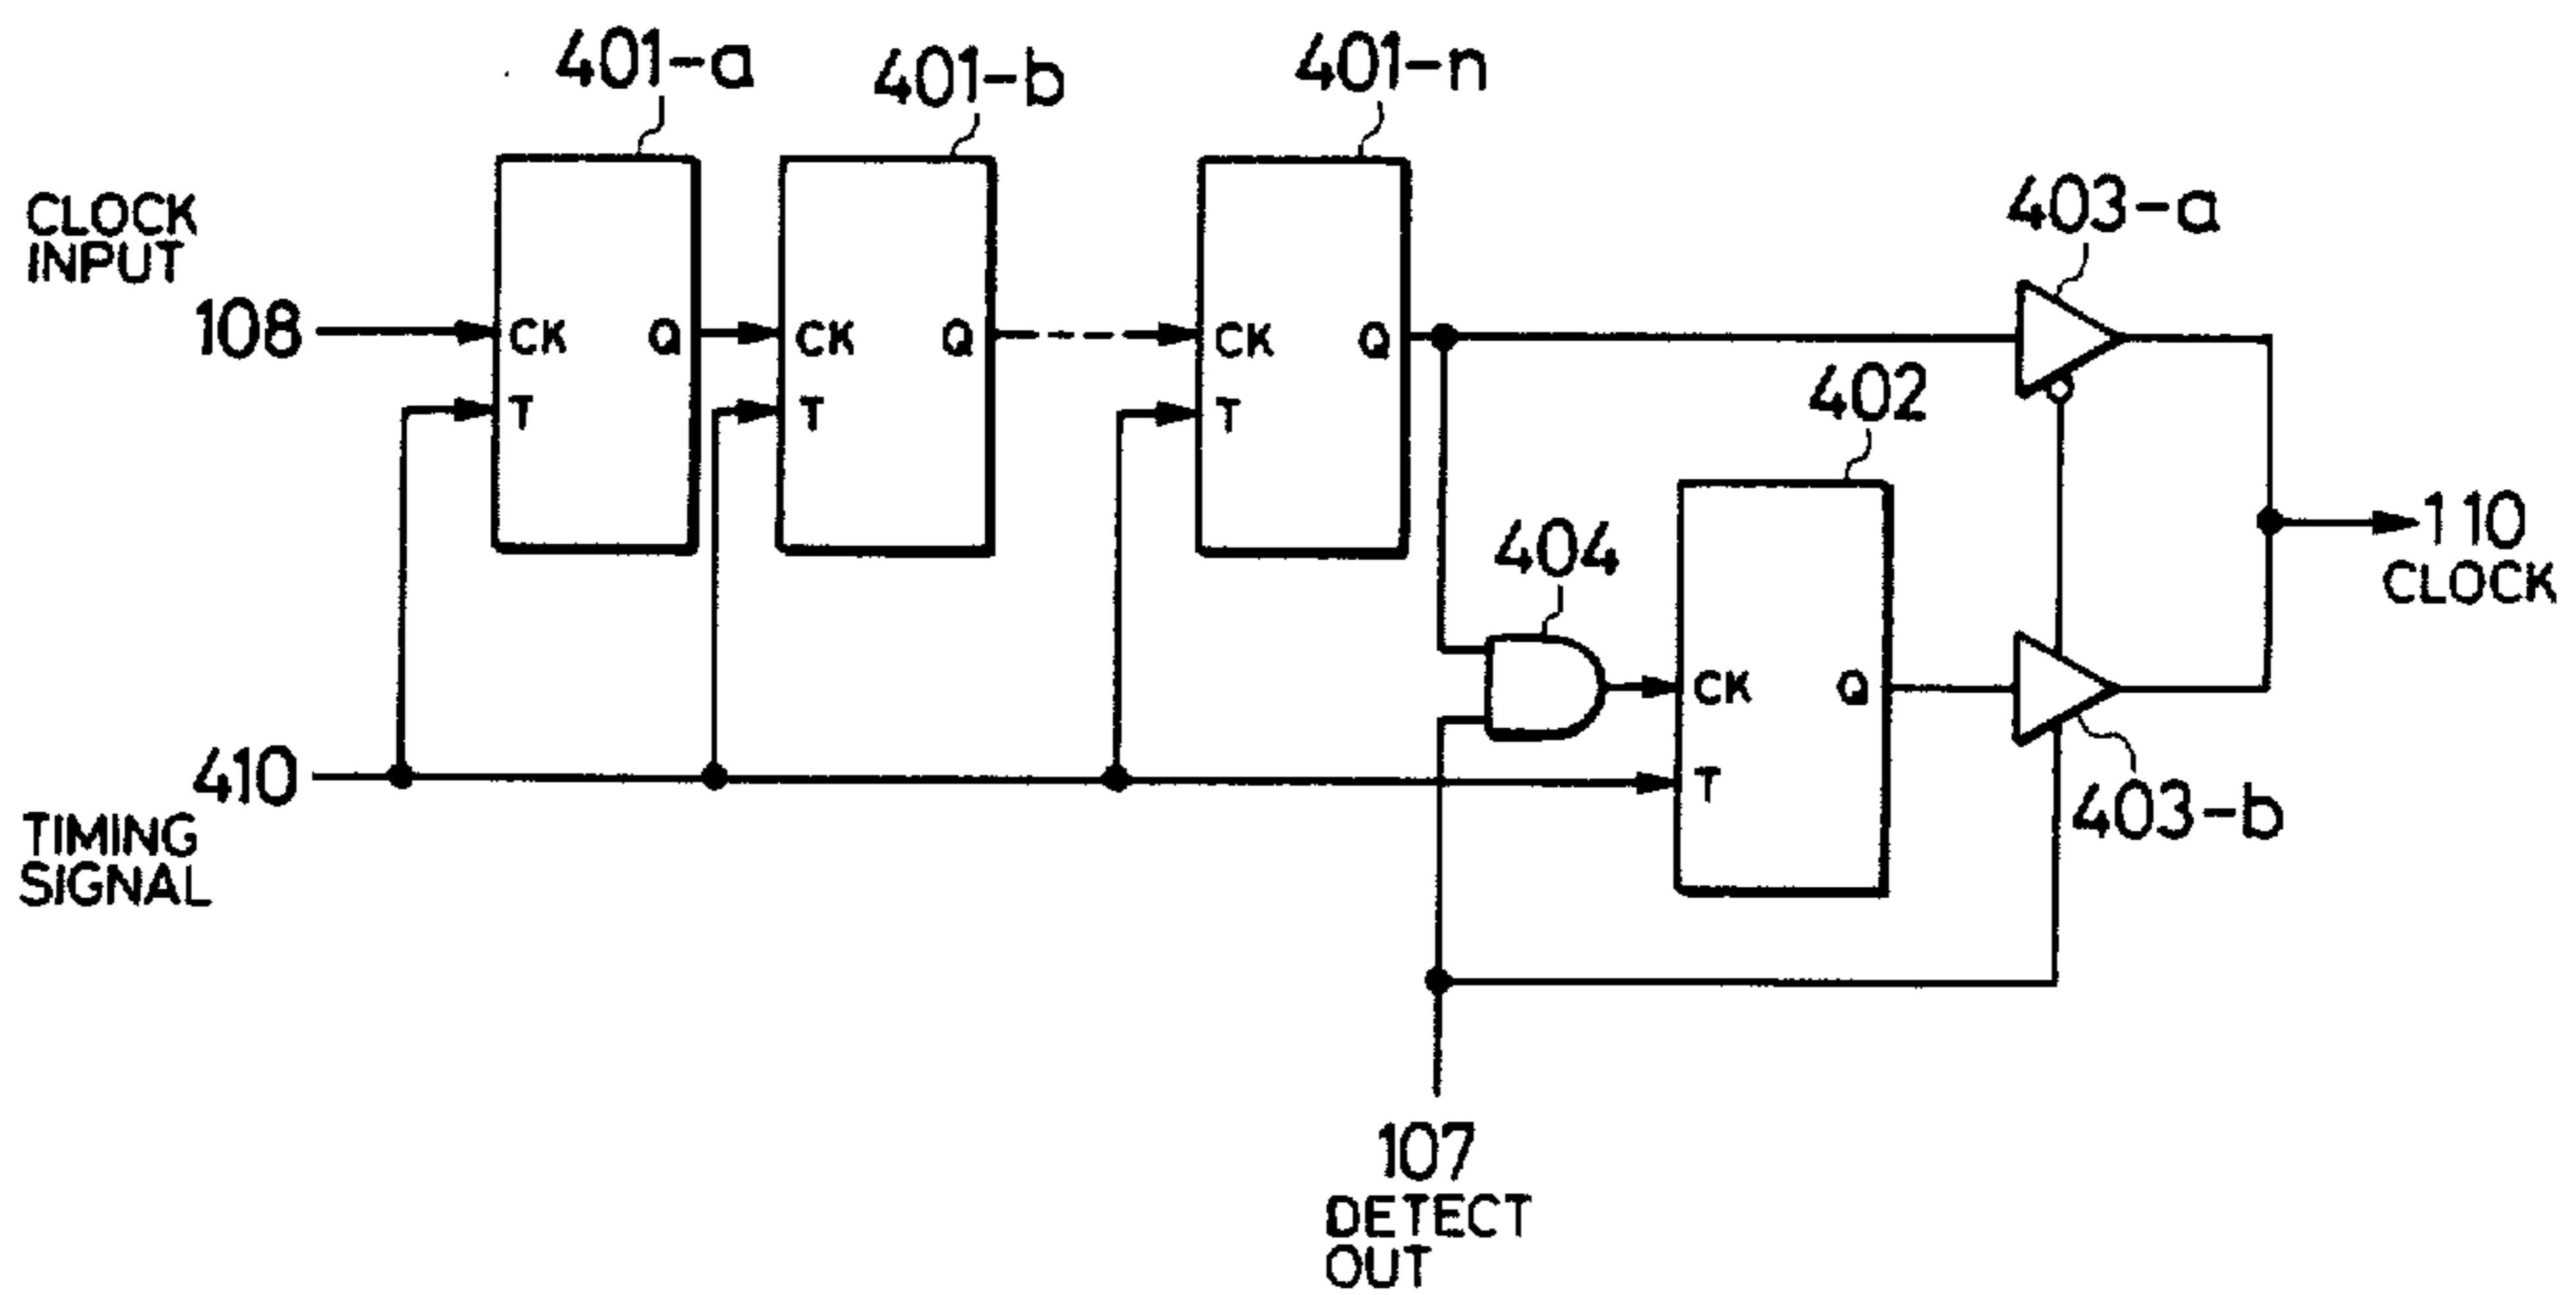 401-a
401-b
401-n
403-a
CLOCK
INPUT
108
CK
Q
T
CK
Q
T
CK
Q
T
402
404
CK
Q
T
110
CLOCK
410
TIMING
SIGNAL
403-b
107
DETECT
OUT